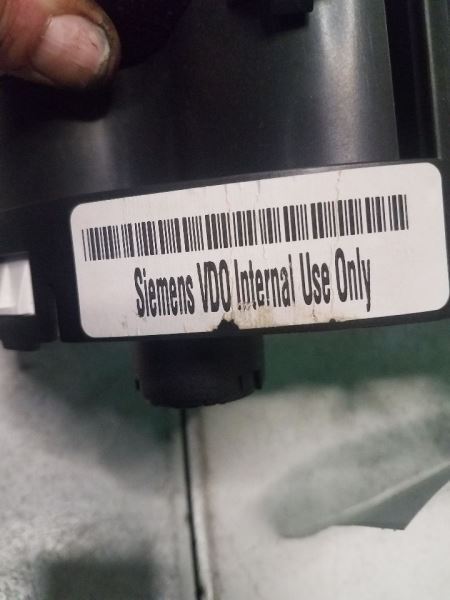 Siemens VDO Internal Use Only